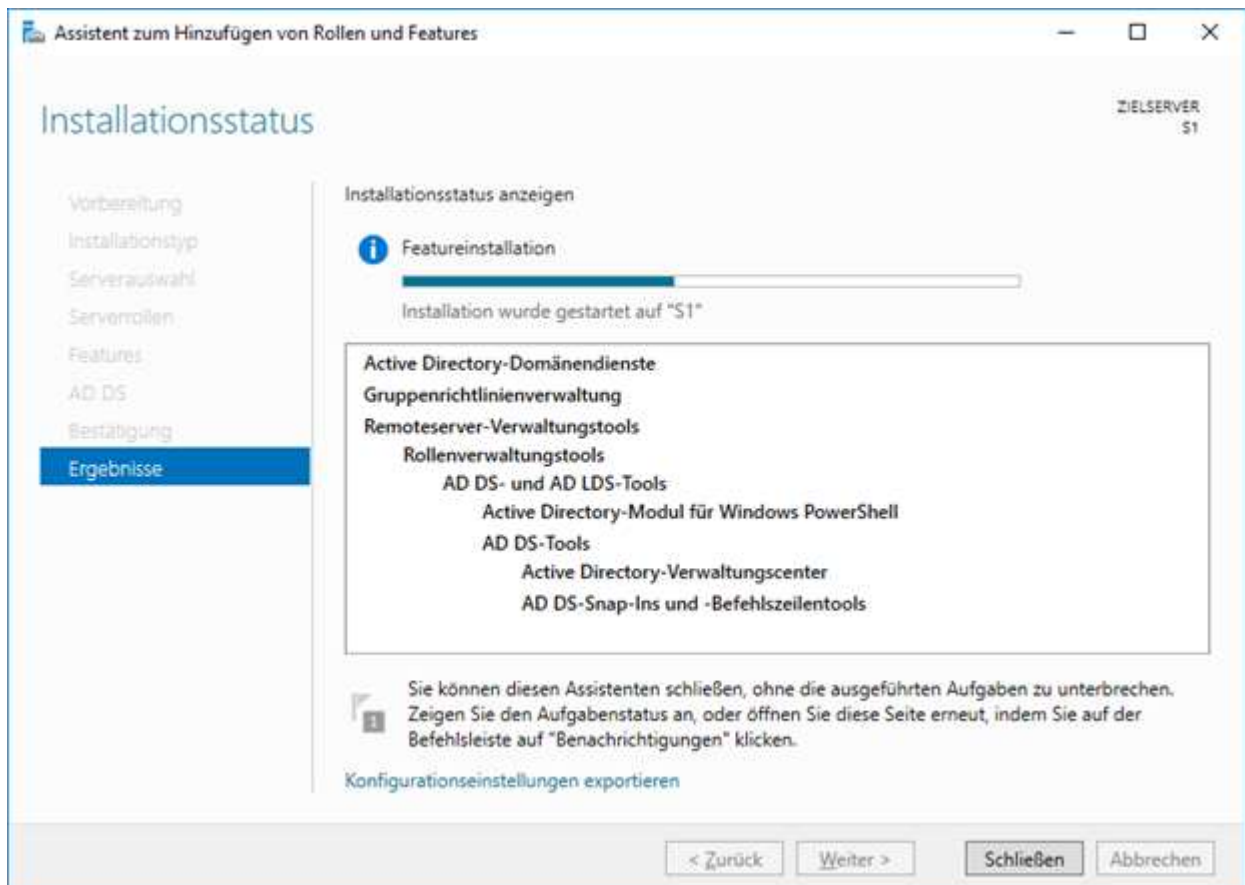 Assistent zum Hinzufügen von Rollen und Features
Installationsstatus
ZIELSERVER
S1
Vorbereitung
Installationstyp
Serverauswahl
Serverrollen
Features
AD DS
Bestätigung
Ergebnisse
Installationsstatus anzeigen
Featureinstallation
Installation wurde gestartet auf "S1"
Active Directory-Domänendienste
Gruppenrichtlinienverwaltung
Remoteserver-Verwaltungstools
Rollenverwaltungstools
AD DS- und AD LDS-Tools
Active Directory-Modul für Windows PowerShell
AD DS-Tools
Active Directory-Verwaltungscenter
AD DS-Snap-Ins und -Befehlszeilentools
1
Sie können diesen Assistenten schließen, ohne die ausgeführten Aufgaben zu unterbrechen.
Zeigen Sie den Aufgabenstatus an, oder öffnen Sie diese Seite erneut, indem Sie auf der
Befehlsleiste auf "Benachrichtigungen" klicken.
Konfigurationseinstellungen exportieren
< Zurück
Weiter >
Schließen
Abbrechen